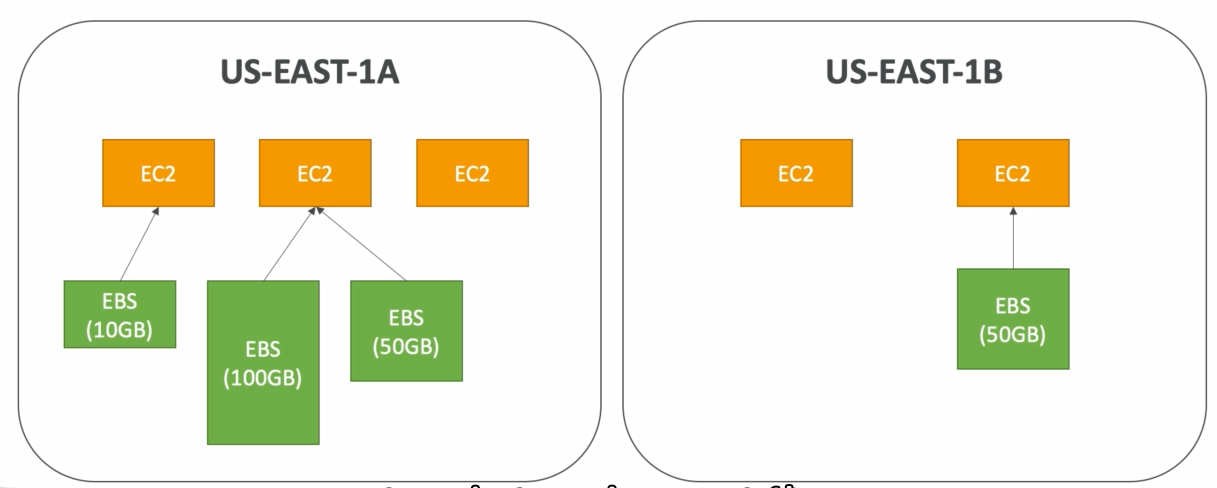 US-EAST-1A
US-EAST-1B
EC2
EC2
EC2
EC2
EC2
EBS
(10GB)
EBS
(100GB)
EBS
(50GB)
EBS
(50GB)